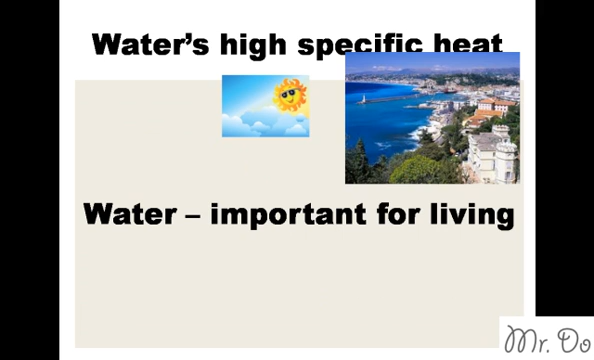 Water’s high specific heat
Water – important for living
Mr. Do